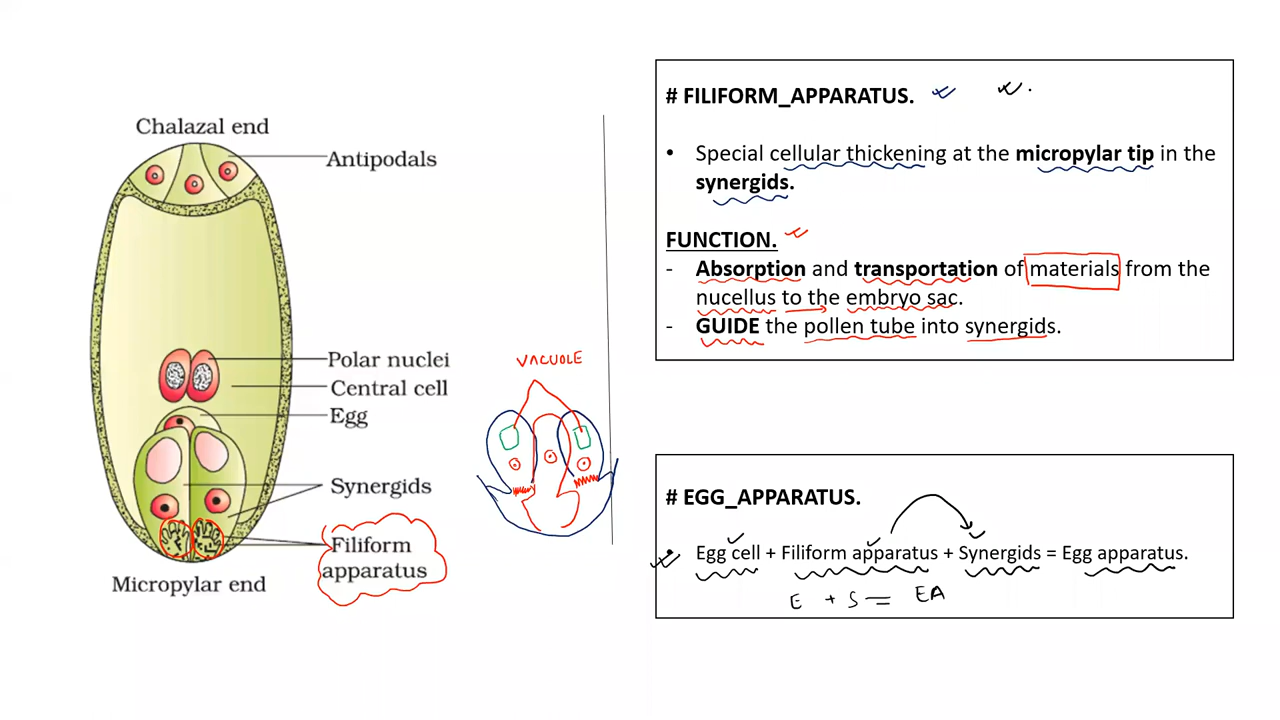 Chalazal end
Antipodals
Polar nuclei
Central cell
Egg
Synergids
Filiform
apparatus
Micropylar end
VACUOLE
# FILIFORM_APPARATUS.
• Special cellular thickening at the micropylar tip in the
synergids.
FUNCTION.
- Absorption and transportation of materials from the
nucellus to the embryo sac.
- GUIDE the pollen tube into synergids.
# EGG_APPARATUS.
• Egg cell + Filiform apparatus + Synergids = Egg apparatus.
E + S = EA